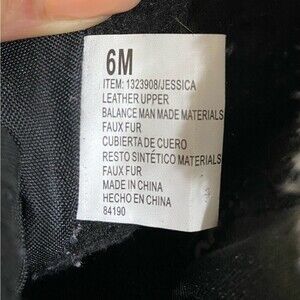 6M
ITEM: 1323908/JESSICA
LEATHER UPPER
BALANCE MAN MADE MATERIALS
FAUX FUR
CUBIERTA DE CUERO
RESTO SINTÉTICO MATERIALS
FAUX FUR
MADE IN CHINA
HECHO EN CHINA
84190